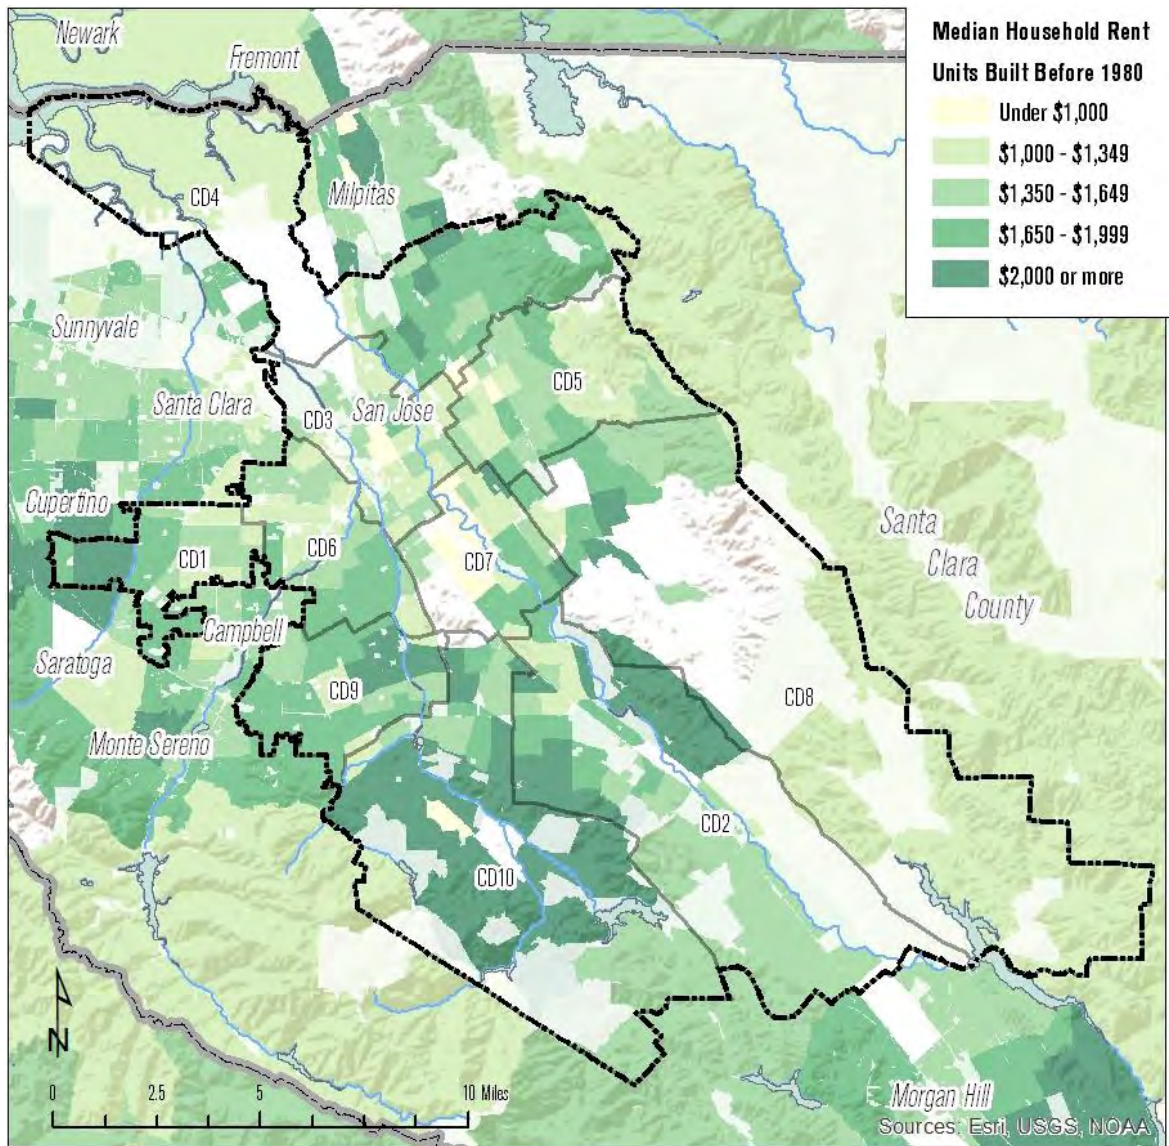 Newark
Fremont
Median Household Rent
Units Built Before 1980
Under $1,000
$1,000 - $1,349
$1,350 - $1,649
$1,650 - $1,999
$2,000 or more
CD4
Milpitas
Sunnyvale
Santa Clara
CD3
San Jose
CD5
Cupertino
CD1
CD6
CD7
Santa
Clara
County
Campbell
Saratoga
CD9
CD8
Monte Sereno
CD2
CD10
N
0 2.5 5 10 Miles
Morgan Hill
Sources: Esri, USGS, NOAA